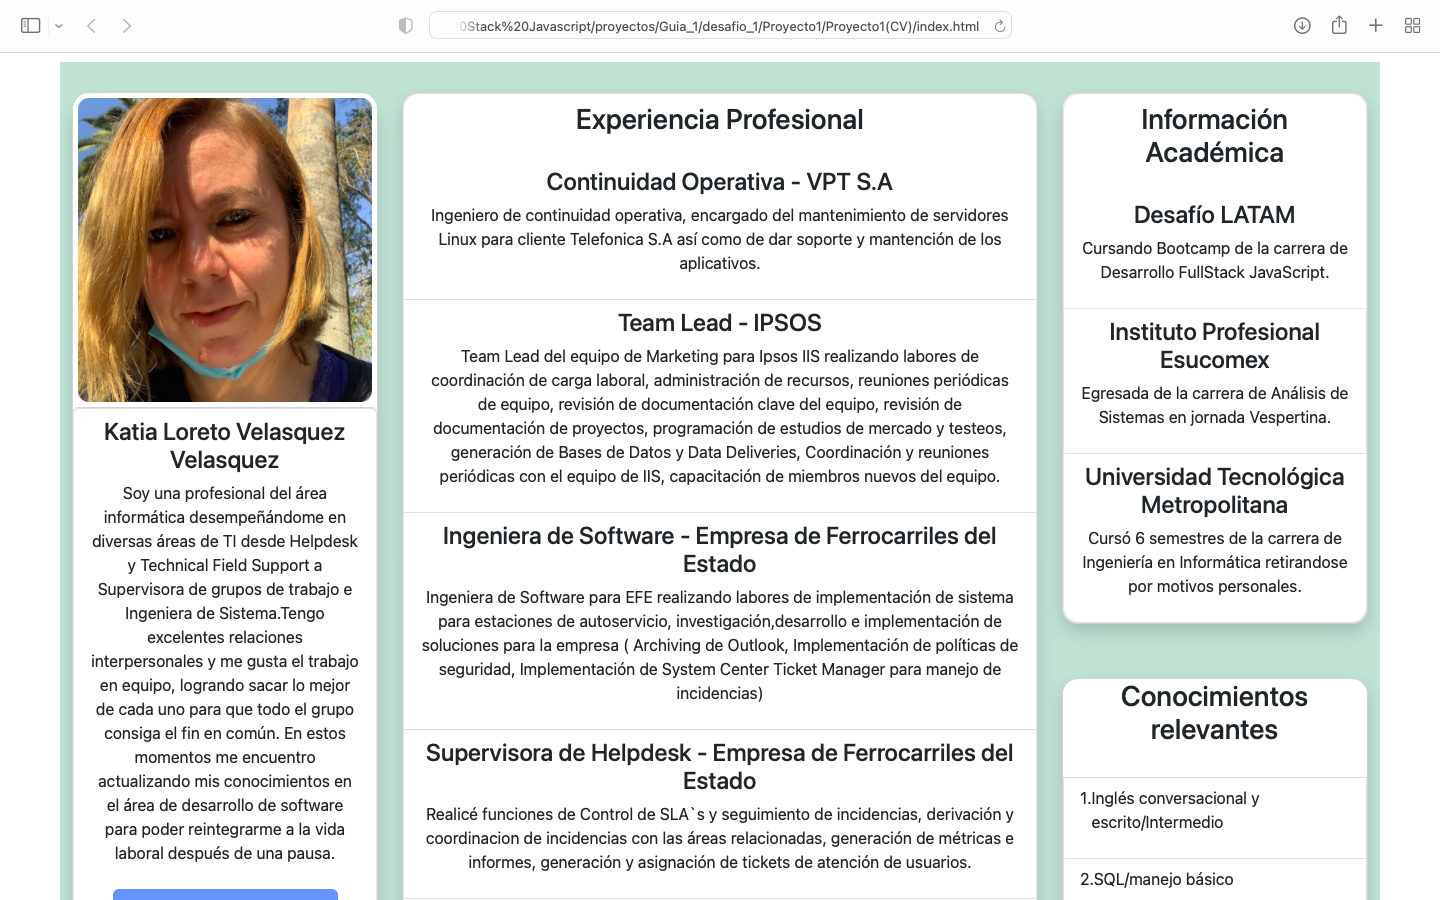 0Stack%20Javascript/proyectos/Guia_1/desafio_1/Proyecto1/Proyecto1(CV)/index.html
Katia Loreto Velasquez
Velasquez
Soy una profesional del área
informática desempeñándome en
diversas áreas de TI desde Helpdesk
y Technical Field Support a
Supervisora de grupos de trabajo e
Ingeniera de Sistema.Tengo
excelentes relaciones
interpersonales y me gusta el trabajo
en equipo, logrando sacar lo mejor
de cada uno para que todo el grupo
consiga el fin en común. En estos
momentos me encuentro
actualizando mis conocimientos en
el área de desarrollo de software
para poder reintegrarme a la vida
laboral después de una pausa.
Experiencia Profesional
Continuidad Operativa - VPT S.A
Ingeniero de continuidad operativa, encargado del mantenimiento de servidores
Linux para cliente Telefonica S.A así como de dar soporte y mantención de los
aplicativos.
Team Lead - IPSOS
Team Lead del equipo de Marketing para Ipsos IIS realizando labores de
coordinación de carga laboral, administración de recursos, reuniones periódicas
de equipo, revisión de documentación clave del equipo, revisión de
documentación de proyectos, programación de estudios de mercado y testeos,
generación de Bases de Datos y Data Deliveries, Coordinación y reuniones
periódicas con el equipo de IIS, capacitación de miembros nuevos del equipo.
Ingeniera de Software - Empresa de Ferrocarriles del
Estado
Ingeniera de Software para EFE realizando labores de implementación de sistema
para estaciones de autoservicio, investigación,desarrollo e implementación de
soluciones para la empresa ( Archiving de Outlook, Implementación de políticas de
seguridad, Implementación de System Center Ticket Manager para manejo de
incidencias)
Supervisora de Helpdesk - Empresa de Ferrocarriles del
Estado
Realicé funciones de Control de SLA`s y seguimiento de incidencias, derivación y
coordinacion de incidencias con las áreas relacionadas, generación de métricas e
informes, generación y asignación de tickets de atención de usuarios.
Información
Académica
Desafío LATAM
Cursando Bootcamp de la carrera de
Desarrollo FullStack JavaScript.
Instituto Profesional
Esucomex
Egresada de la carrera de Análisis de
Sistemas en jornada Vespertina.
Universidad Tecnológica
Metropolitana
Cursó 6 semestres de la carrera de
Ingeniería en Informática retirandose
por motivos personales.
Conocimientos
relevantes
1.Inglés conversacional y
escrito/Intermedio
2.SQL/manejo básico